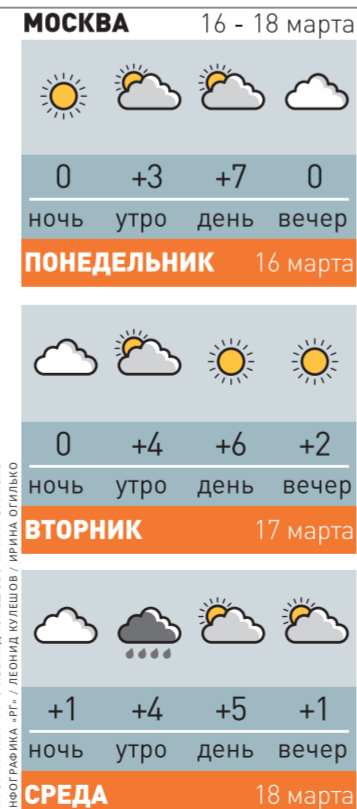 МОСКВА 16 - 18 марта
0 +3 +7 0
ночь утро день вечер
ПОНЕДЕЛЬНИК 16 марта
0 +4 +6 +2
ночь утро день вечер
ВТОРНИК 17 марта
+1 +4 +5 +1
ночь утро день вечер
СРЕДА 18 марта
НФОГРАФИКА «РГ» / ЛЕОНИД КУЛЕШОВ / ИРИНА ОГИЛЬКО